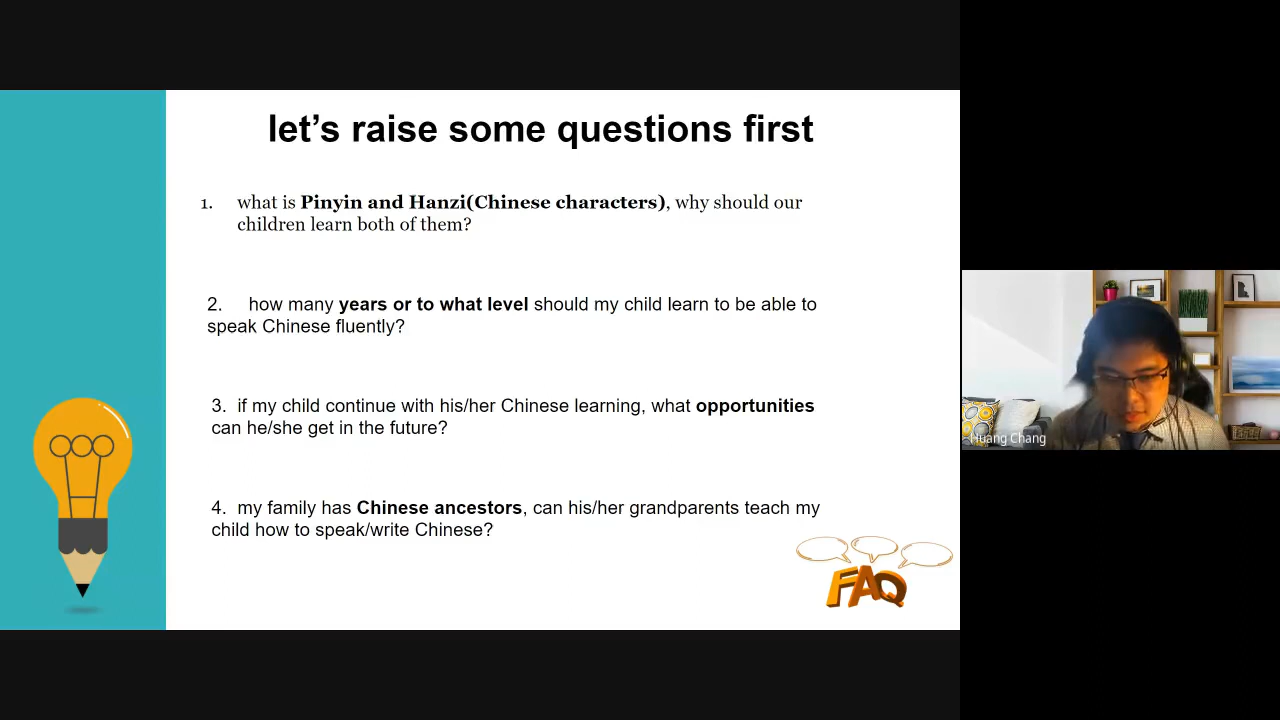 let’s raise some questions first
1. what is Pinyin and Hanzi(Chinese characters), why should our
children learn both of them?
2. how many years or to what level should my child learn to be able to
speak Chinese fluently?
3. if my child continue with his/her Chinese learning, what opportunities
can he/she get in the future?
4. my family has Chinese ancestors, can his/her grandparents teach my
child how to speak/write Chinese?
FAQ
Huang Chang